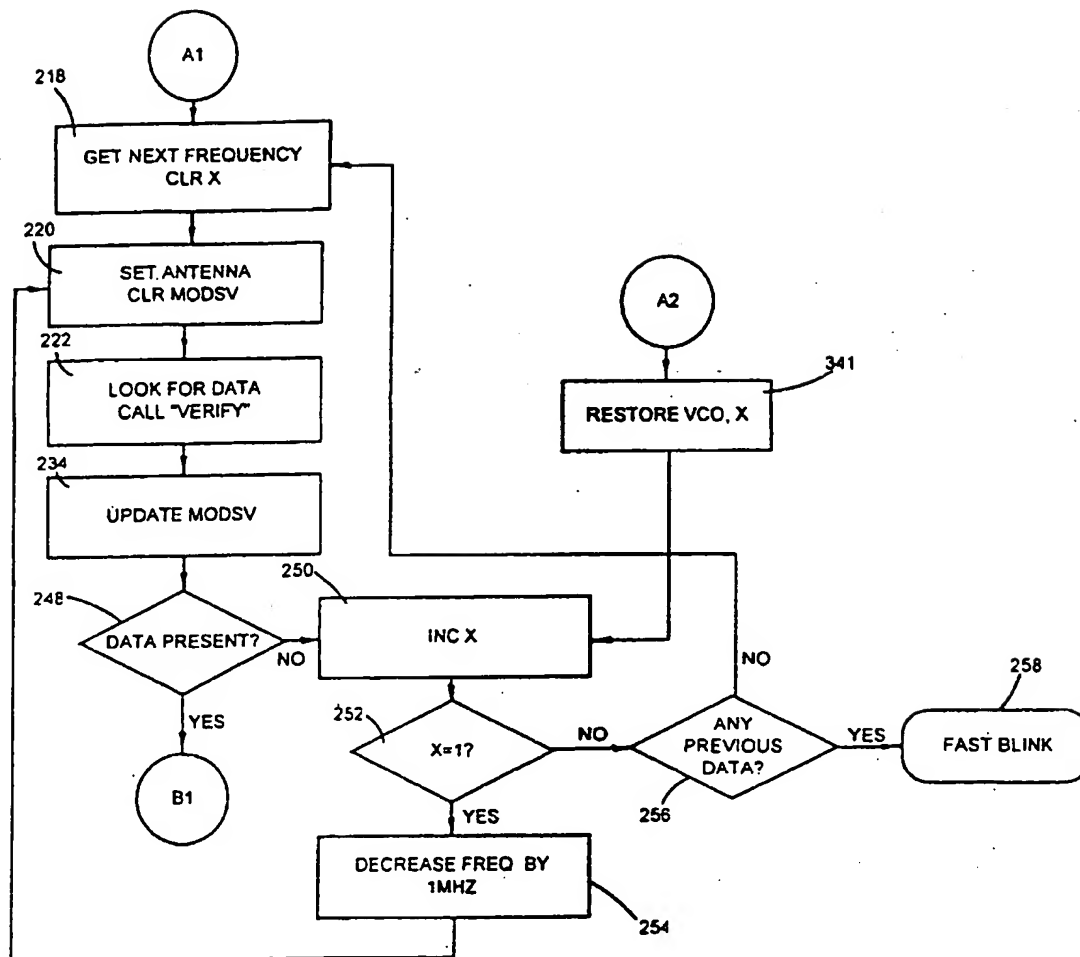 A1
218
GET NEXT FREQUENCY
CLR X
220
SET. ANTENNA
CLR MODSV
A2
222
LOOK FOR DATA
CALL "VERIFY"
341
RESTORE VCO, X
234
UPDATE MODSV
250
248
DATA PRESENT?
NO
INC X
NO
YES
252
X=1?
NO
ANY
PREVIOUS
DATA?
YES
258
FAST BLINK
256
B1
YES
DECREASE FREQ BY
1MHZ
254